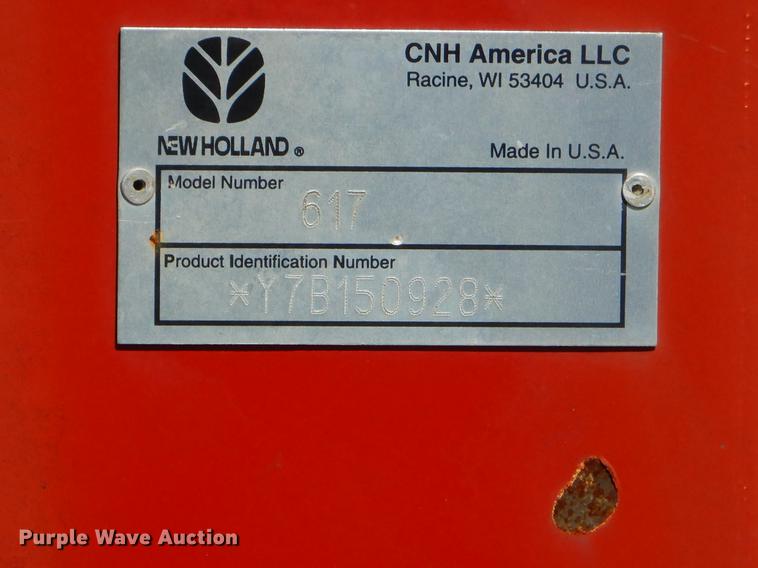 CNH America LLC
Racine, WI 53404 U.S.A.
NEW HOLLAND ®
Made In U.S.A.
Model Number
617
Product Identification Number
*Y7B150928*
Purple Wave Auction